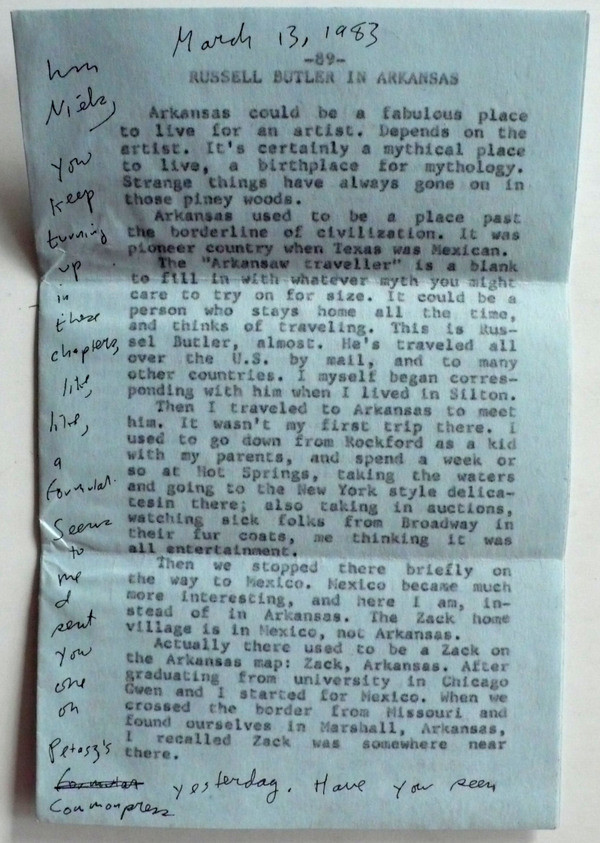 March 13, 1983
-89-
RUSSELL BUTLER IN ARKANSAS
Arkansas could be a fabulous place
to live for an artist. Depends on the
artist. It's certainly a mythical place
to live, a birthplace for mythology.
Strange things have always gone on in
those piney woods.
Arkansas used to be a place past
the borderline of civilization. It was
pioneer country when Texas was Mexican.
The "Arkansaw traveller" is a blank
to fill in with whatever myth you might
care to try on for size. It could be a
person who stays home all the time,
and thinks of traveling. This is Rus-
sel Butler, almost. He's traveled all
over the U.S. by mail, and to many
other countries. I myself began corres-
ponding with him when I lived in Silton.
Then I traveled to Arkansas to meet
him. It wasn't my first trip there. I
used to go down from Rockford as a kid
with my parents, and spend a week or
so at Hot Springs, taking the waters
and going to the New York style delica-
tesin there; also taking in auctions,
watching sick folks from Broadway in
their fur coats, me thinking it was
all entertainment.
Then we stopped there briefly on
the way to Mexico. Mexico became much
more interesting, and here I am, in-
stead of in Arkansas. The Zack home
village is in Mexico, not Arkansas.
Actually there used to be a Zack on
the Arkansas map: Zack, Arkansas. After
graduating from university in Chicago
Gwen and I started for Mexico. When we
crossed the border from Missouri and
found ourselves in Marshall, Arkansas,
I recalled Zack was somewhere near
there.
you
keep
turning
up
in
these
chapters,
like,
like,
a
formular.
Seems
to
me
I
sent
you
one
on
Petasz's
yesterday. Have you seen
Commonpress